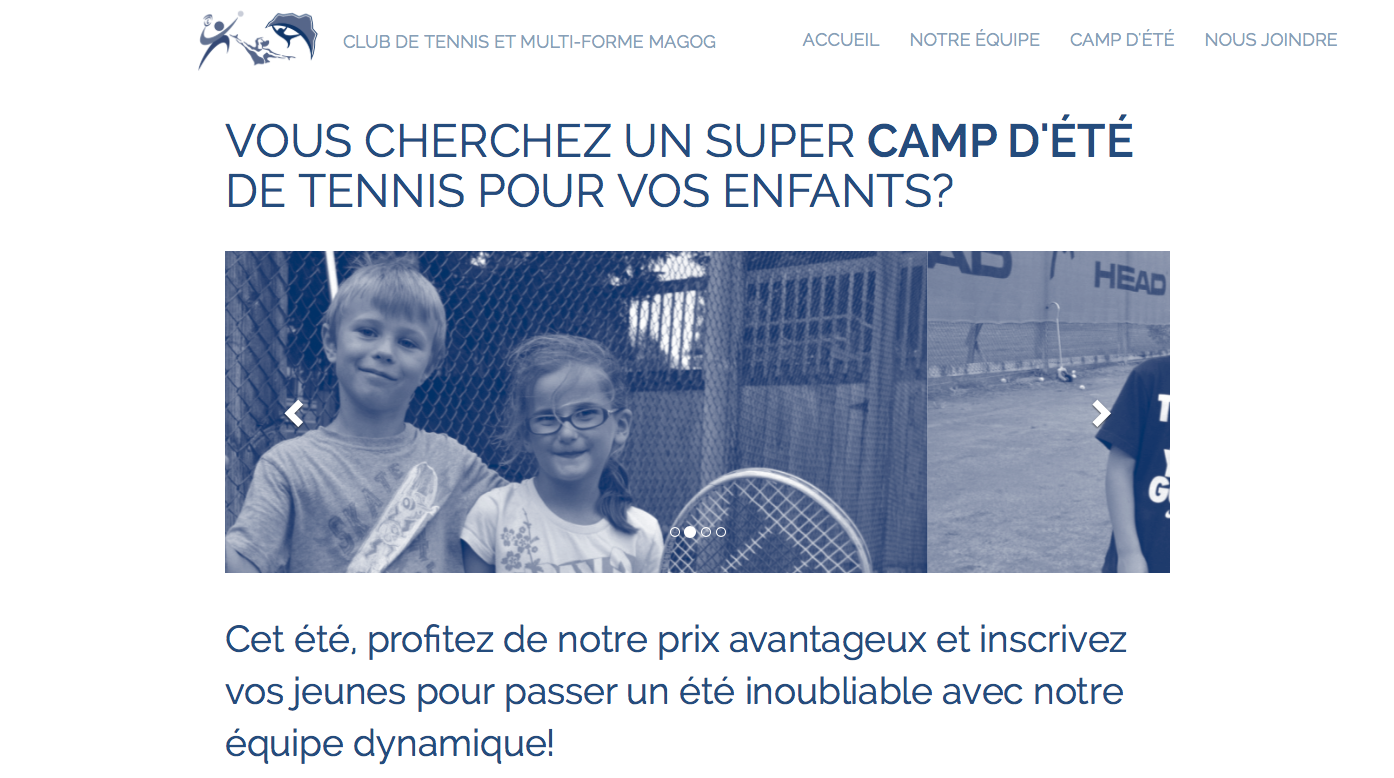 CLUB DE TENNIS ET MULTI-FORME MAGOG
ACCUEIL
NOTRE ÉQUIPE
CAMP D'ÉTÉ
NOUS JOINDRE
VOUS CHERCHEZ UN SUPER CAMP D'ÉTÉ
DE TENNIS POUR VOS ENFANTS?
HEAD
Cet été, profitez de notre prix avantageux et inscrivez
vos jeunes pour passer un été inoubliable avec notre
équipe dynamique!